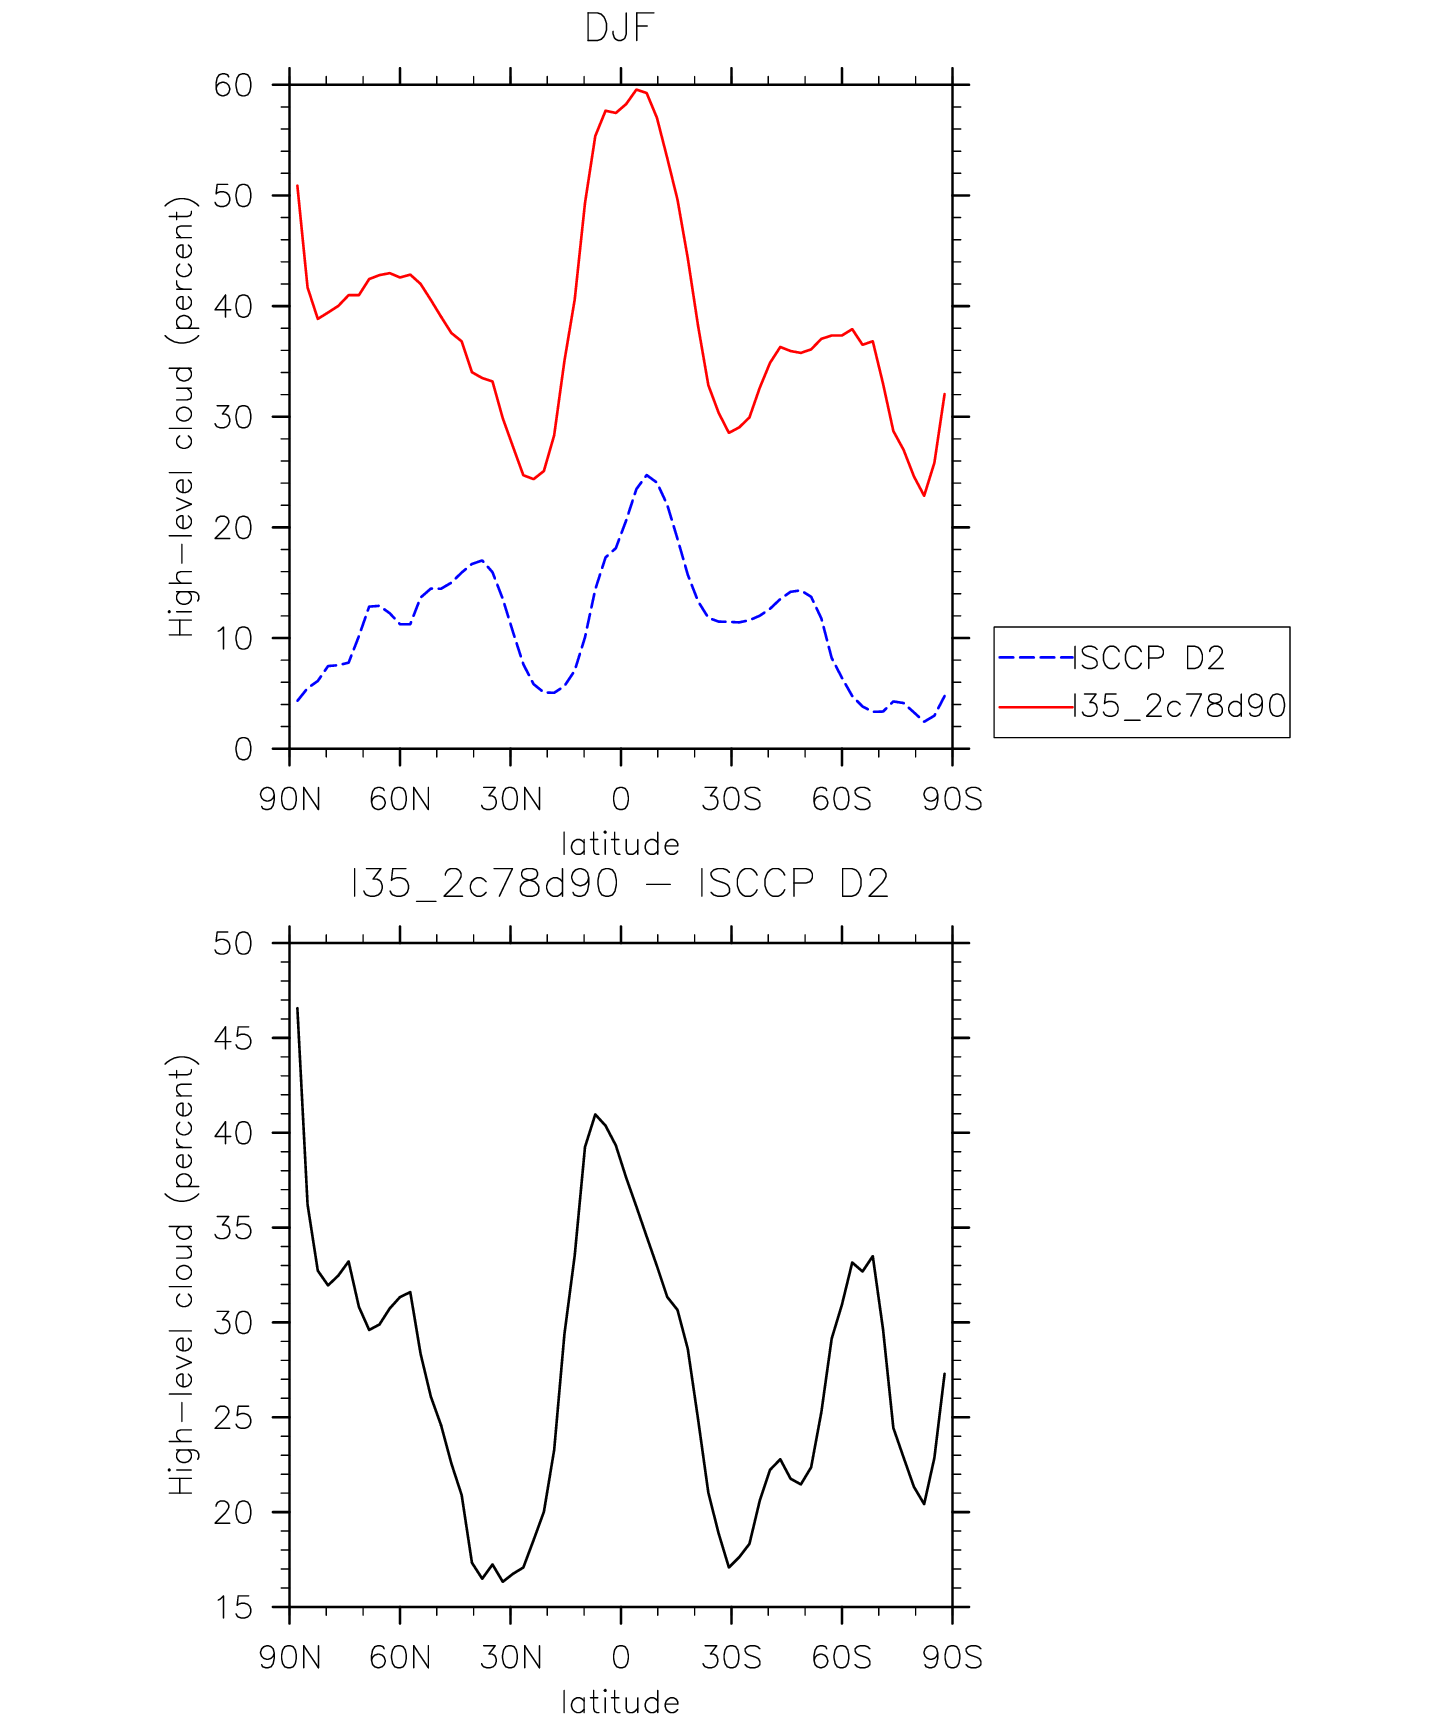 DJF
60
50
40
30
20
10
0
High-level cloud (percent)
90N 60N 30N 0 30S 60S 90S
latitude
ISCCP D2
I35_2c78d90
I35_2c78d90 - ISCCP D2
50
45
40
35
30
25
20
15
High-level cloud (percent)
90N 60N 30N 0 30S 60S 90S
latitude